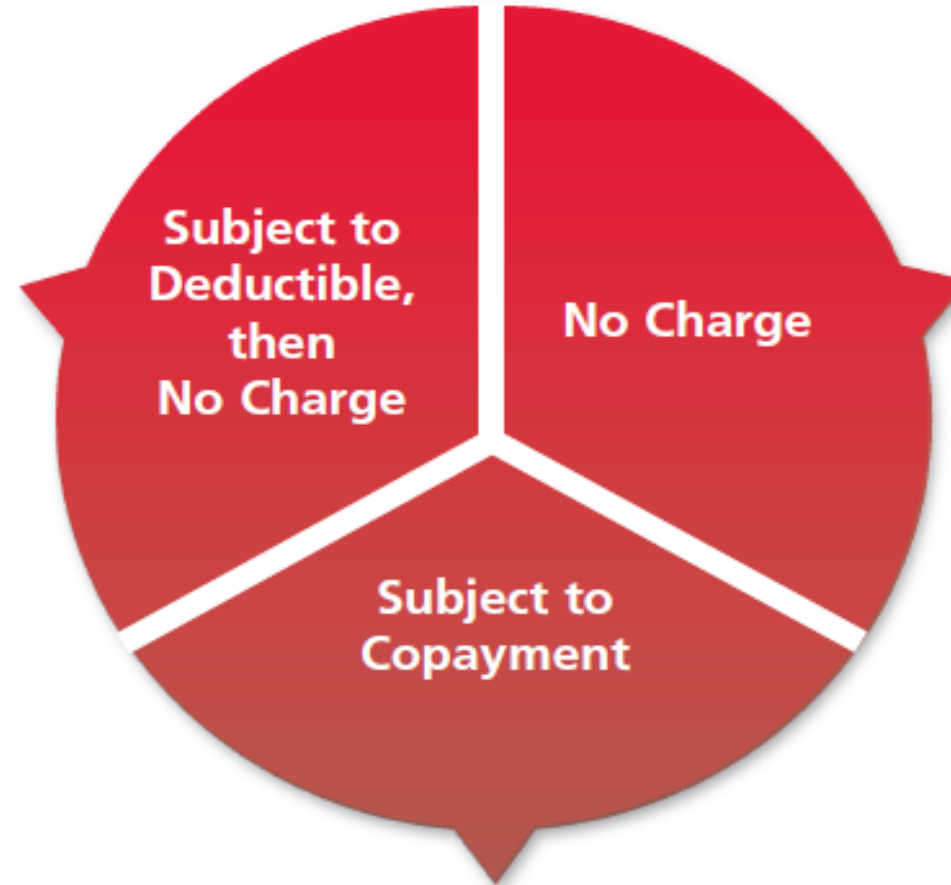 Subject to
Deductible,
then
No Charge
No Charge
Subject to
Copayment